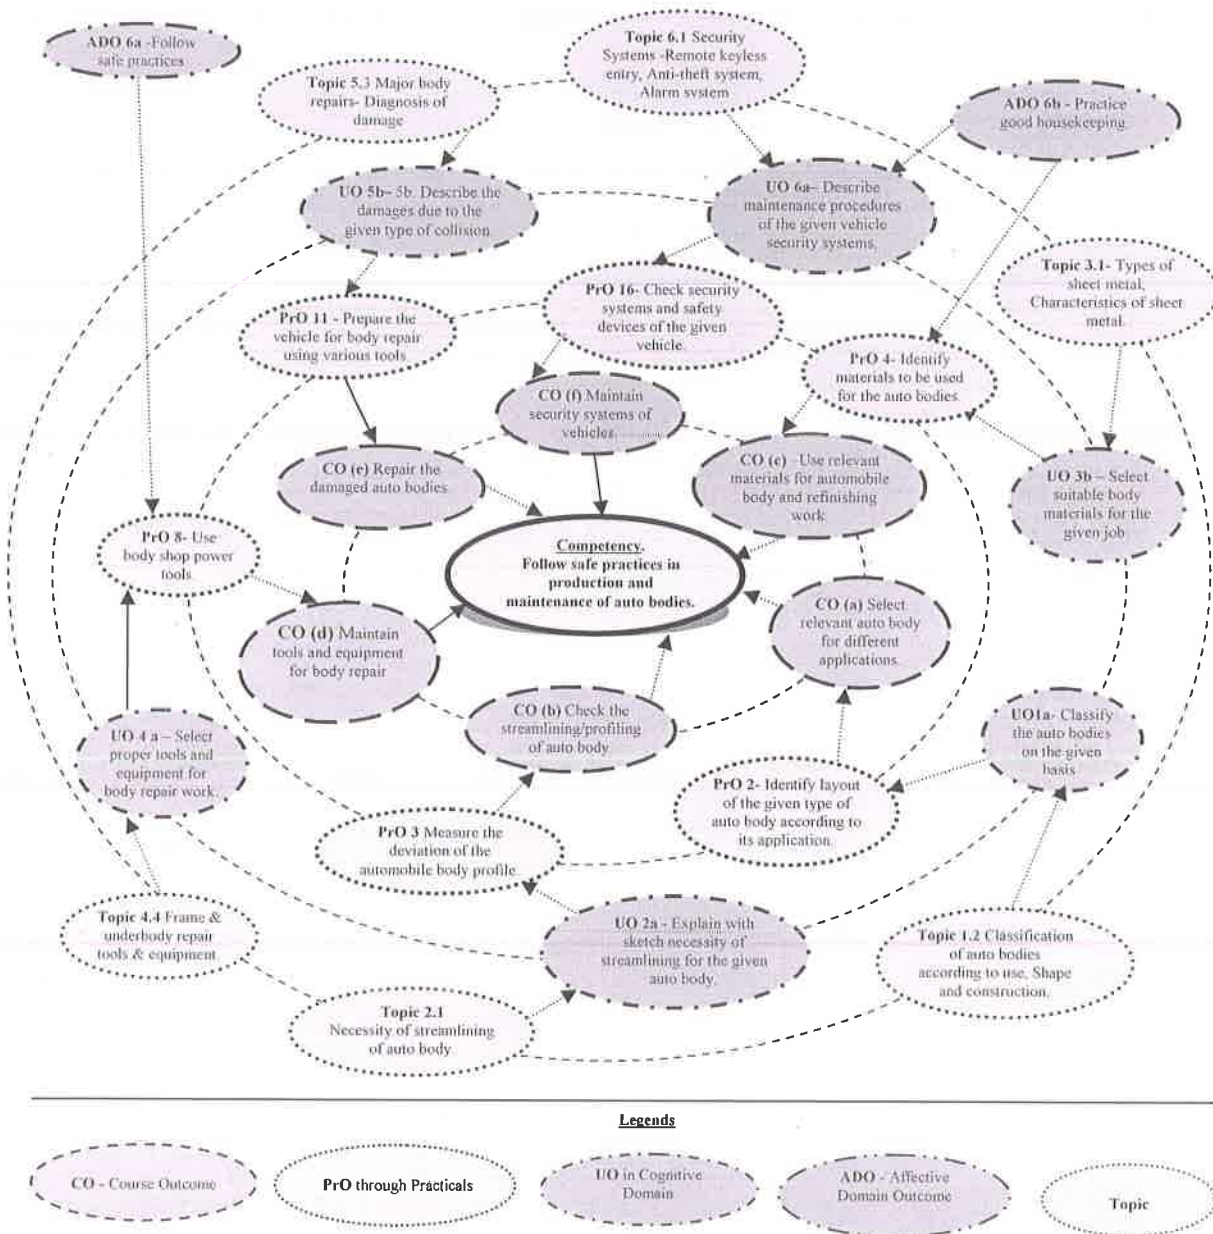 ADO 6a -Follow
safe practices
Topic 6.1 Security
Systems -Remote keyless
entry, Anti-theft system,
Alarm system
Topic 5.3 Major body
repairs- Diagnosis of
damage
ADO 6b - Practice
good housekeeping.
UO 5b– 5b. Describe the
damages due to the
given type of collision
UO 6a– Describe
maintenance procedures
of the given vehicle
security systems.
Topic 3.1- Types of
sheet metal,
Characteristics of sheet
metal.
PrO 11 - Prepare the
vehicle for body repair
using various tools
PrO 16- Check security
systems and safety
devices of the given
vehicle.
PrO 4- Identify
materials to be used
for the auto bodies.
CO (f) Maintain
security systems of
vehicles.
CO (e) Repair the
damaged auto bodies.
CO (c) –Use relevant
materials for automobile
body and refinishing
work
UO 3b – Select
suitable body
materials for the
given job
PrO 8- Use
body shop power
tools.
Competency.
Follow safe practices in
production and
maintenance of auto bodies.
CO (a) Select
relevant auto body
for different
applications.
CO (d) Maintain
tools and equipment
for body repair
CO (b) Check the
streamlining/profiling
of auto body.
UO 4 a – Select
proper tools and
equipment for
body repair work.
UO1a- Classify
the auto bodies
on the given
basis
PrO 2- Identify layout
of the given type of
auto body according to
its application.
PrO 3 Measure the
deviation of the
automobile body profile.
Topic 4.4 Frame &
underbody repair
tools & equipment
UO 2a - Explain with
sketch necessity of
streamlining for the given
auto body.
Topic 1.2 Classification
of auto bodies
according to use, Shape
and construction.
Topic 2.1
Necessity of streamlining
of auto body
Legends
CO - Course Outcome
PrO through Practicals
UO in Cognitive
Domain
ADO - Affective
Domain Outcome
Topic